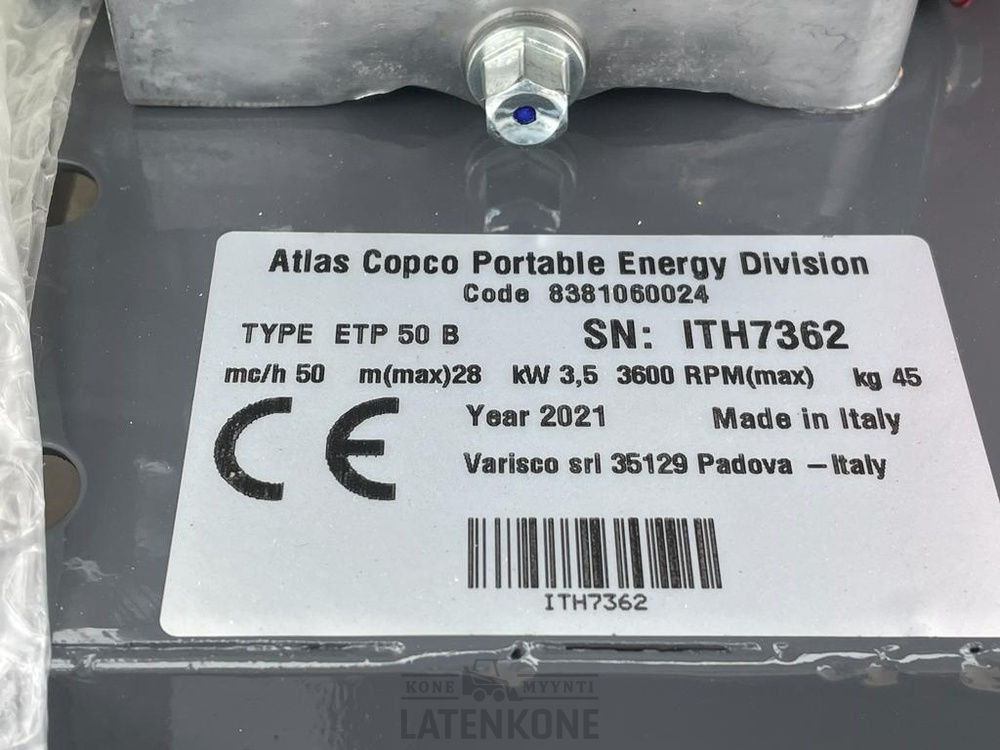 Atlas Copco Portable Energy Division
Code 8381060024
TYPE ETP 50 B SN: ITH7362
mc/h 50 m(max)28 kW 3,5 3600 RPM(max) kg 45
CE Year 2021 Made in Italy
Varisco srl 35129 Padova – Italy
ITH7362
KONE MYYNTI
LATENKONE